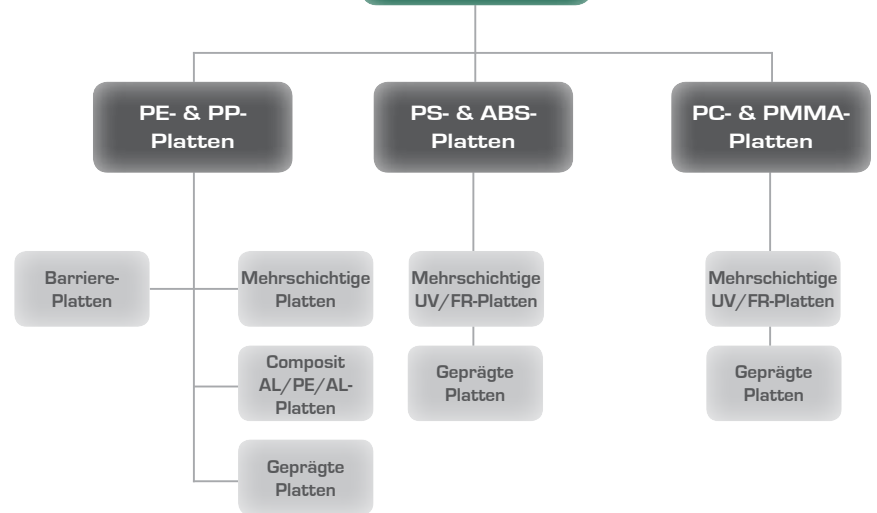 PE- & PP-
Platten
PS- & ABS-
Platten
PC- & PMMA-
Platten
Barriere-
Platten
Mehrschichtige
Platten
Mehrschichtige
UV/FR-Platten
Mehrschichtige
UV/FR-Platten
Composit
AL/PE/AL-
Platten
Geprägte
Platten
Geprägte
Platten
Geprägte
Platten